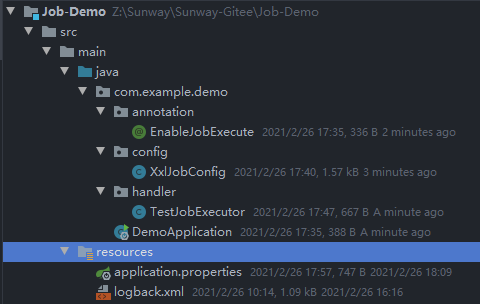 Job-Demo Z:\Sunway\Sunway-Gitee\Job-Demo
src
main
java
com.example.demo
annotation
EnableJobExecute 2021/2/26 17:35, 336 B 2 minutes ago
config
XxlJobConfig 2021/2/26 17:40, 1.57 kB 3 minutes ago
handler
TestJobExecutor 2021/2/26 17:47, 667 B A minute ago
DemoApplication 2021/2/26 17:35, 388 B A minute ago
resources
application.properties 2021/2/26 17:57, 747 B 2021/2/26 18:09
logback.xml 2021/2/26 10:14, 1.09 kB 2021/2/26 16:16